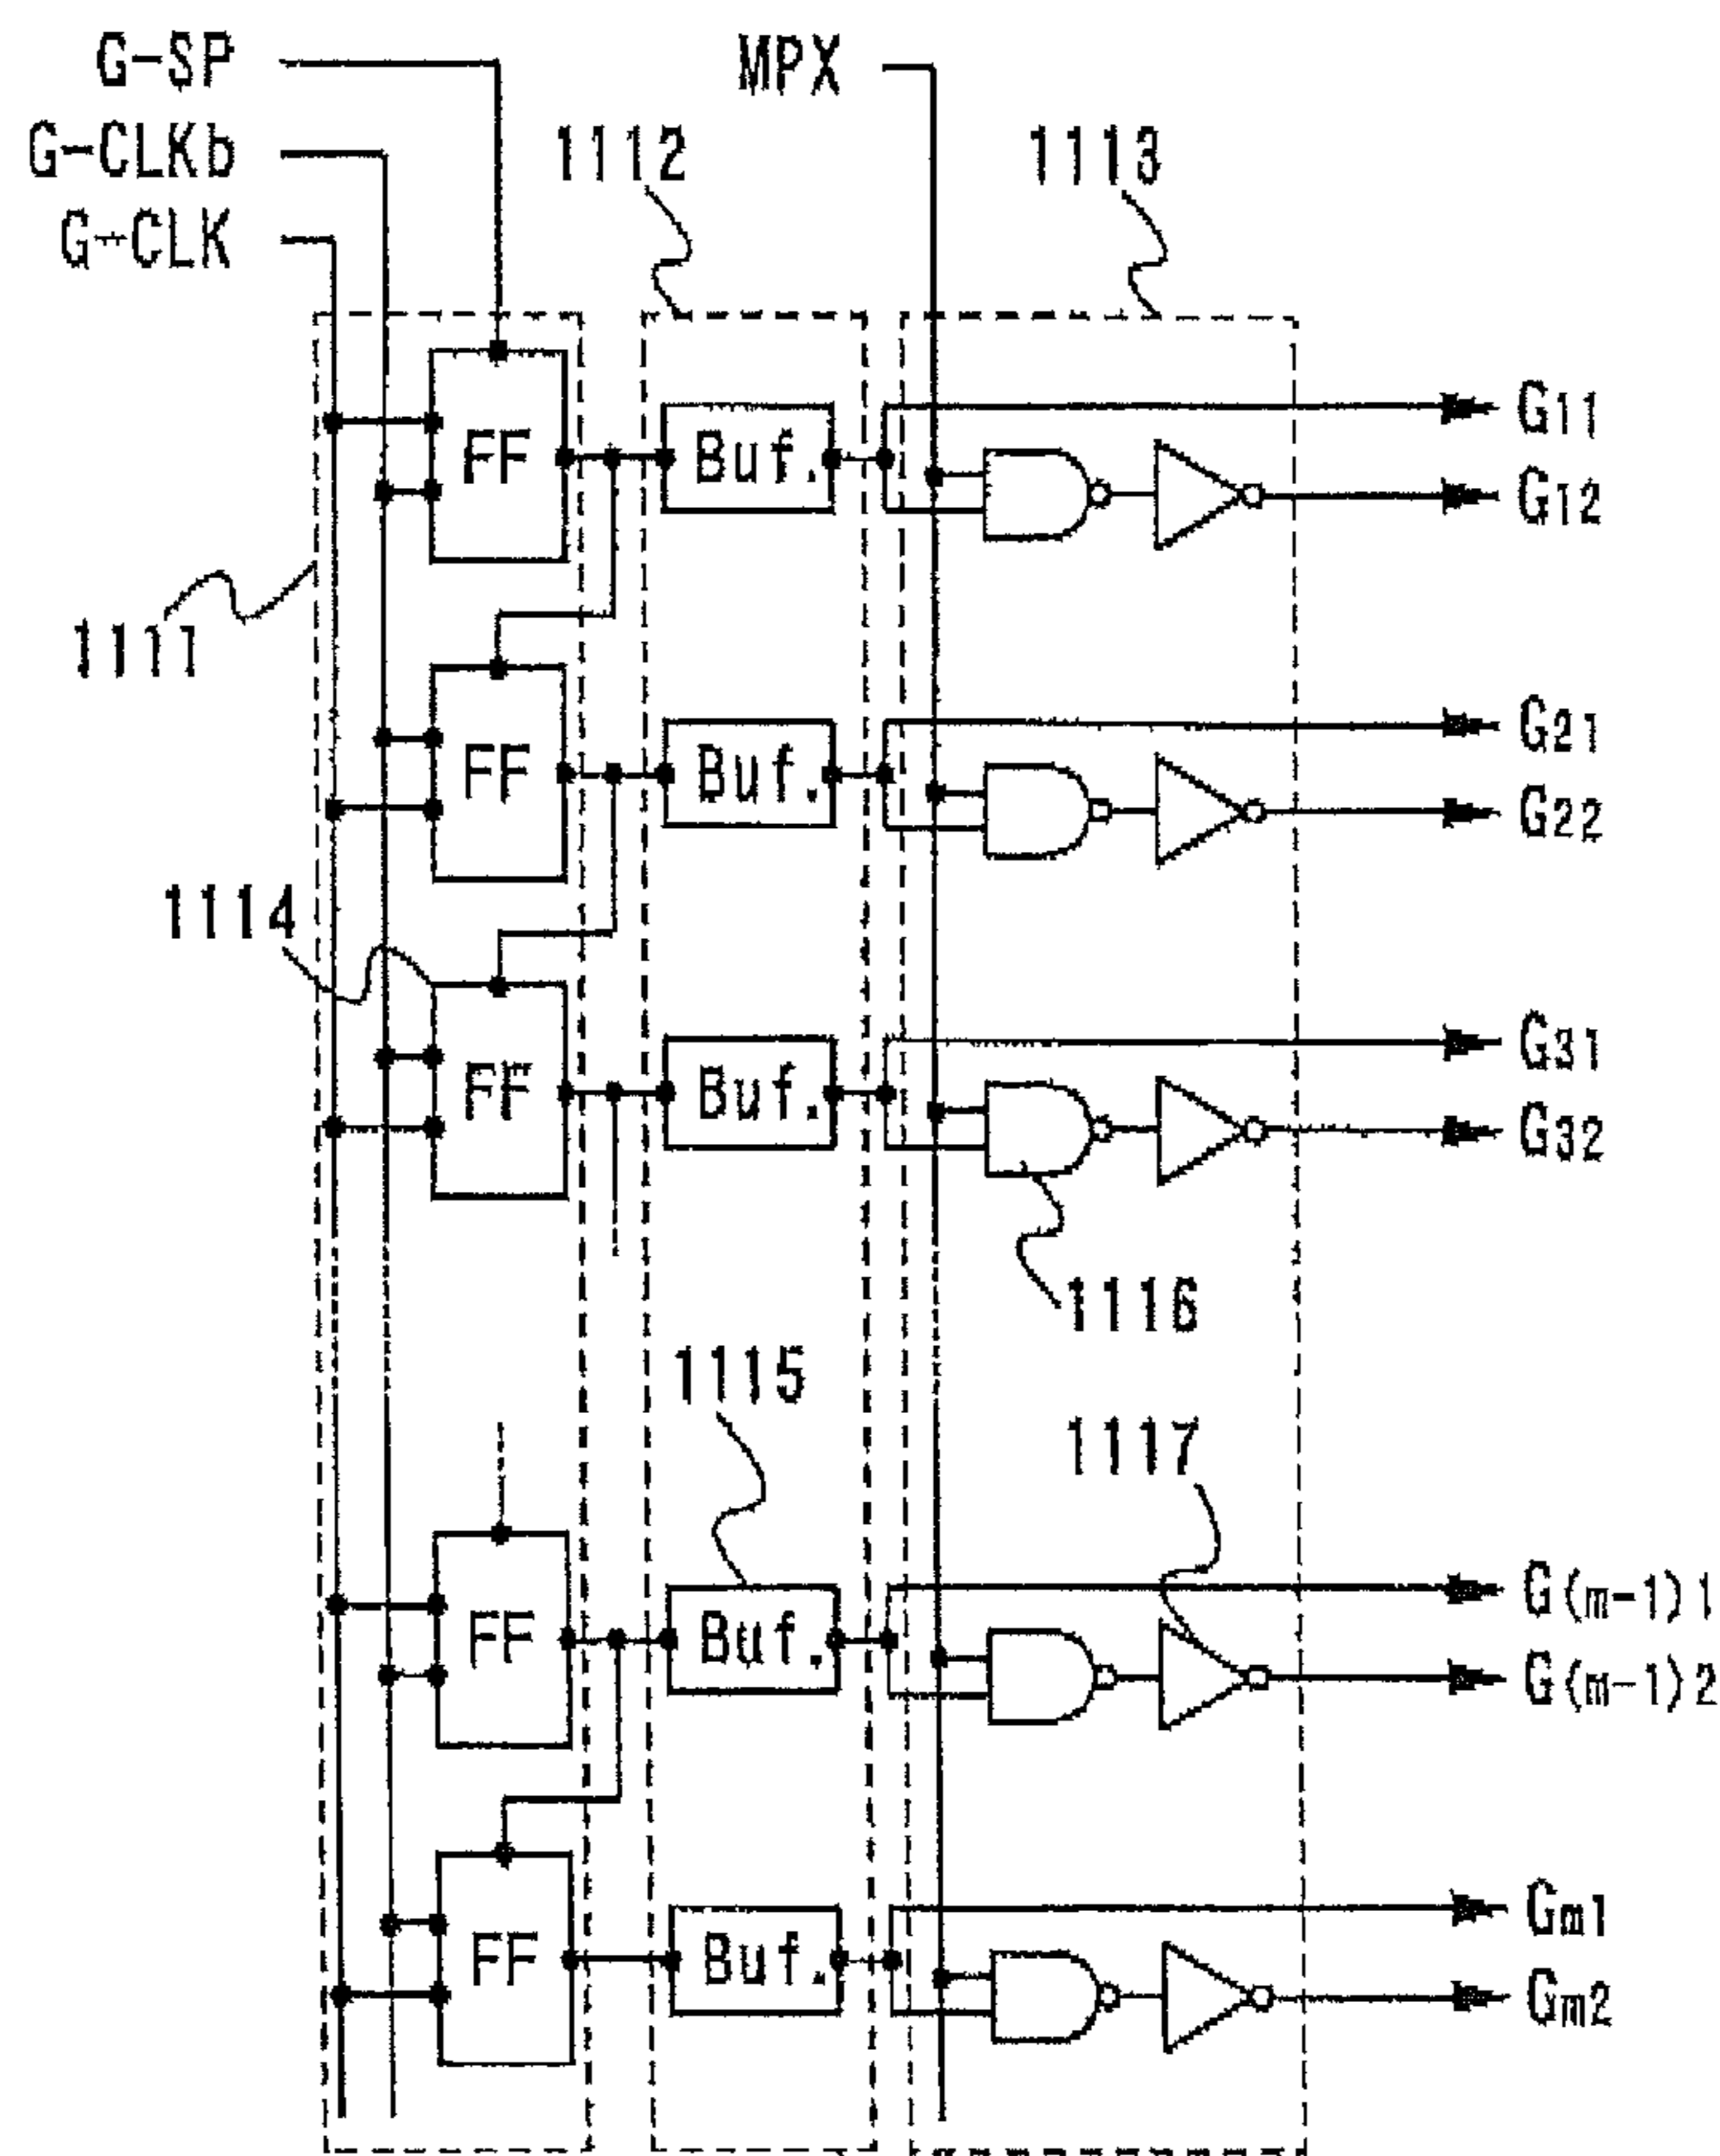 G-SP
MPX
G-CLKb
1112
1113
G-CLK
G11
FF
Buf.
G12
1111
G21
FF
Buf.
G22
1114
G31
FF
Buf.
G32
1116
1115
1117
G(m-1)1
FF
Buf.
G(m-1)2
Gm1
FF
Buf.
Gm2